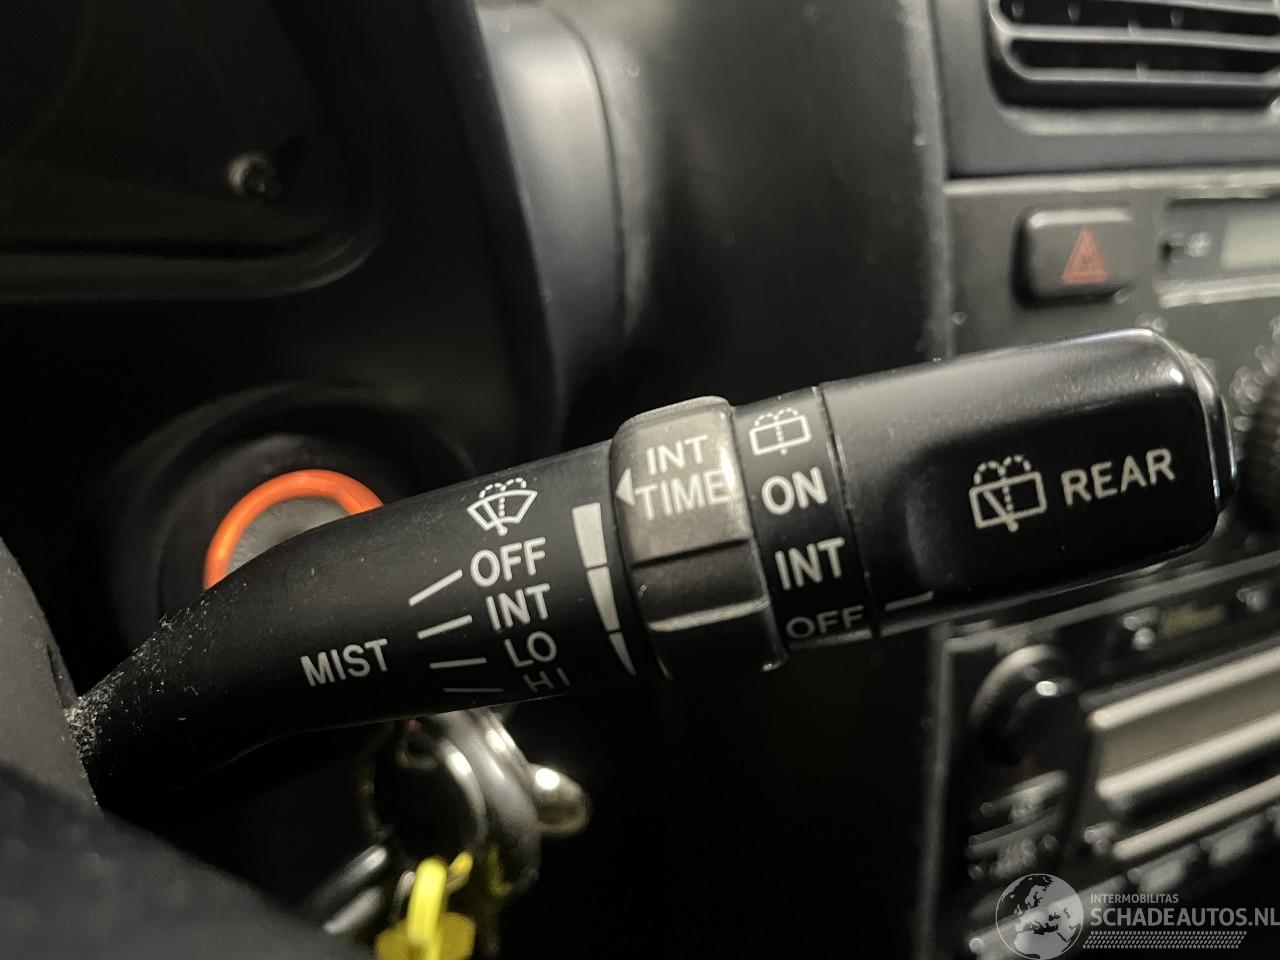 INT
TIME
ON
INT
OFF
REAR
OFF
INT
LO
HI
MIST
INTERMOBILITAS
SCHADEAUTOS.NL